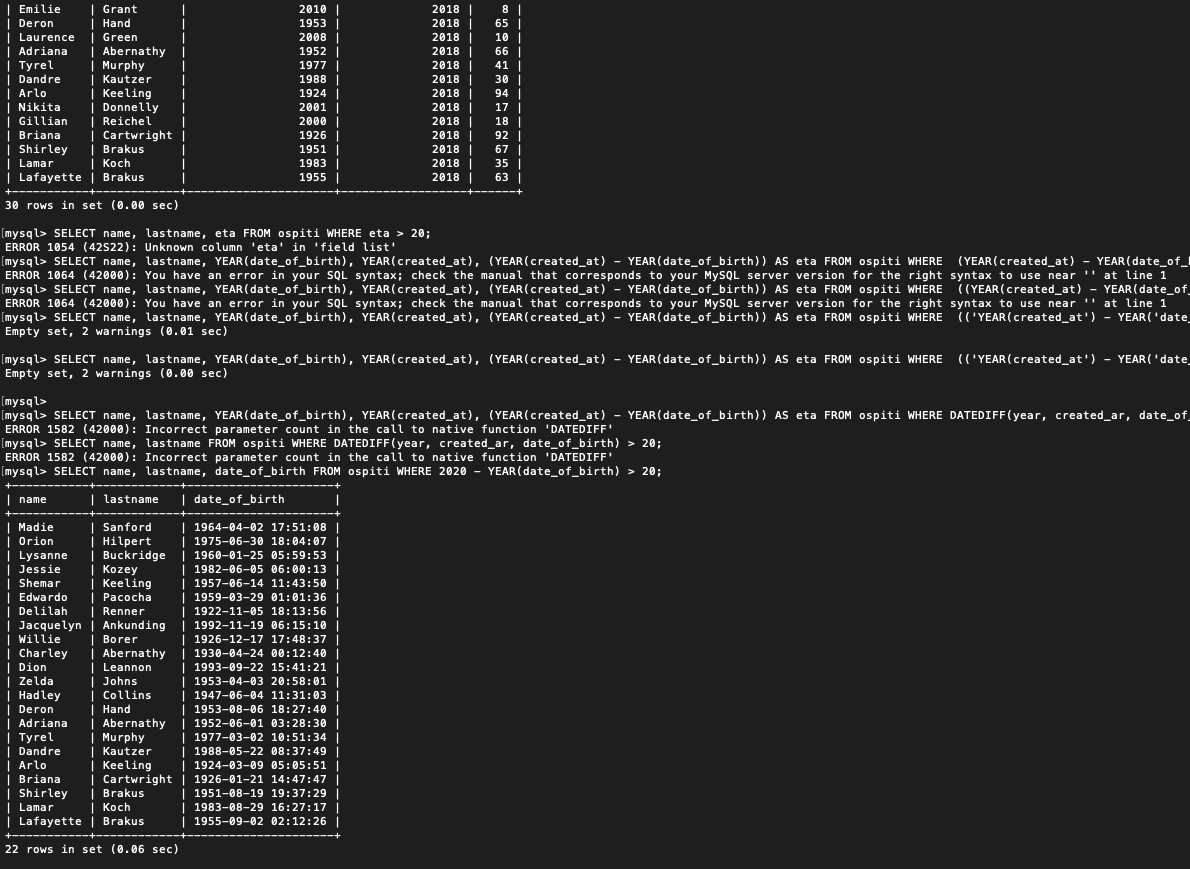 | Emilie   | Grant      |                2010 |            2018 |    8 |
| Deron    | Hand       |                1953 |            2018 |   65 |
| Laurence | Green      |                2008 |            2018 |   10 |
| Adriana  | Abernathy  |                1952 |            2018 |   66 |
| Tyrel    | Murphy     |                1977 |            2018 |   41 |
| Dandre   | Kautzer    |                1988 |            2018 |   30 |
| Arlo     | Keeling    |                1924 |            2018 |   94 |
| Nikita   | Donnelly   |                2001 |            2018 |   17 |
| Gillian  | Reichel    |                2000 |            2018 |   18 |
| Briana   | Cartwright |                1926 |            2018 |   92 |
| Shirley  | Brakus     |                1951 |            2018 |   67 |
| Lamar    | Koch       |                1983 |            2018 |   35 |
| Lafayette | Brakus     |                1955 |            2018 |   63 |
+-----------+------------+---------------------+------------------+------+
30 rows in set (0.00 sec)
[mysql> SELECT name, lastname, eta FROM ospiti WHERE eta > 20;
ERROR 1054 (42S22): Unknown column 'eta' in 'field list'
[mysql> SELECT name, lastname, YEAR(date_of_birth), YEAR(created_at), (YEAR(created_at) - YEAR(date_of_birth)) AS eta FROM ospiti WHERE  (YEAR(created_at) - YEAR(date_of_
ERROR 1064 (42000): You have an error in your SQL syntax; check the manual that corresponds to your MySQL server version for the right syntax to use near '' at line 1
[mysql> SELECT name, lastname, YEAR(date_of_birth), YEAR(created_at), (YEAR(created_at) - YEAR(date_of_birth)) AS eta FROM ospiti WHERE  ((YEAR(created_at) - YEAR(date_of_
ERROR 1064 (42000): You have an error in your SQL syntax; check the manual that corresponds to your MySQL server version for the right syntax to use near '' at line 1
[mysql> SELECT name, lastname, YEAR(date_of_birth), YEAR(created_at), (YEAR(created_at) - YEAR(date_of_birth)) AS eta FROM ospiti WHERE  (('YEAR(created_at') - YEAR('date_
Empty set, 2 warnings (0.01 sec)
[mysql> SELECT name, lastname, YEAR(date_of_birth), YEAR(created_at), (YEAR(created_at) - YEAR(date_of_birth)) AS eta FROM ospiti WHERE  (('YEAR(created_at') - YEAR('date_
Empty set, 2 warnings (0.00 sec)
[mysql>
[mysql> SELECT name, lastname, YEAR(date_of_birth), YEAR(created_at), (YEAR(created_at) - YEAR(date_of_birth)) AS eta FROM ospiti WHERE DATEDIFF(year, created_ar, date_of_
ERROR 1582 (42000): Incorrect parameter count in the call to native function 'DATEDIFF'
[mysql> SELECT name, lastname FROM ospiti WHERE DATEDIFF(year, created_ar, date_of_birth) > 20;
ERROR 1582 (42000): Incorrect parameter count in the call to native function 'DATEDIFF'
[mysql> SELECT name, lastname, date_of_birth FROM ospiti WHERE 2020 - YEAR(date_of_birth) > 20;
+-----------+------------+---------------------+
| name      | lastname   | date_of_birth       |
+-----------+------------+---------------------+
| Madie     | Sanford    | 1964-04-02 17:51:08 |
| Orion     | Hilpert    | 1975-06-30 18:04:07 |
| Lysanne   | Buckridge  | 1960-01-25 05:59:53 |
| Jessie    | Kozey      | 1982-06-05 06:00:13 |
| Shemar    | Keeling    | 1957-06-14 11:43:50 |
| Edwardo   | Pacocha    | 1959-03-29 01:01:36 |
| Delilah   | Renner     | 1922-11-05 18:13:56 |
| Jacquelyn | Ankunding  | 1992-11-19 06:15:10 |
| Willie    | Borer      | 1926-12-17 17:48:37 |
| Charley   | Abernathy  | 1930-04-24 00:12:40 |
| Dion      | Leannon    | 1993-09-22 15:41:21 |
| Zelda     | Johns      | 1953-04-03 20:58:01 |
| Hadley    | Collins    | 1947-06-04 11:31:03 |
| Deron     | Hand       | 1953-08-06 18:27:40 |
| Adriana   | Abernathy  | 1952-06-01 03:28:30 |
| Tyrel     | Murphy     | 1977-03-02 10:51:34 |
| Dandre    | Kautzer    | 1988-05-22 08:37:49 |
| Arlo      | Keeling    | 1924-03-09 05:05:51 |
| Briana    | Cartwright | 1926-01-21 14:47:47 |
| Shirley   | Brakus     | 1951-08-19 19:37:29 |
| Lamar     | Koch       | 1983-08-29 16:27:17 |
| Lafayette | Brakus     | 1955-09-02 02:12:26 |
+-----------+------------+---------------------+
22 rows in set (0.06 sec)